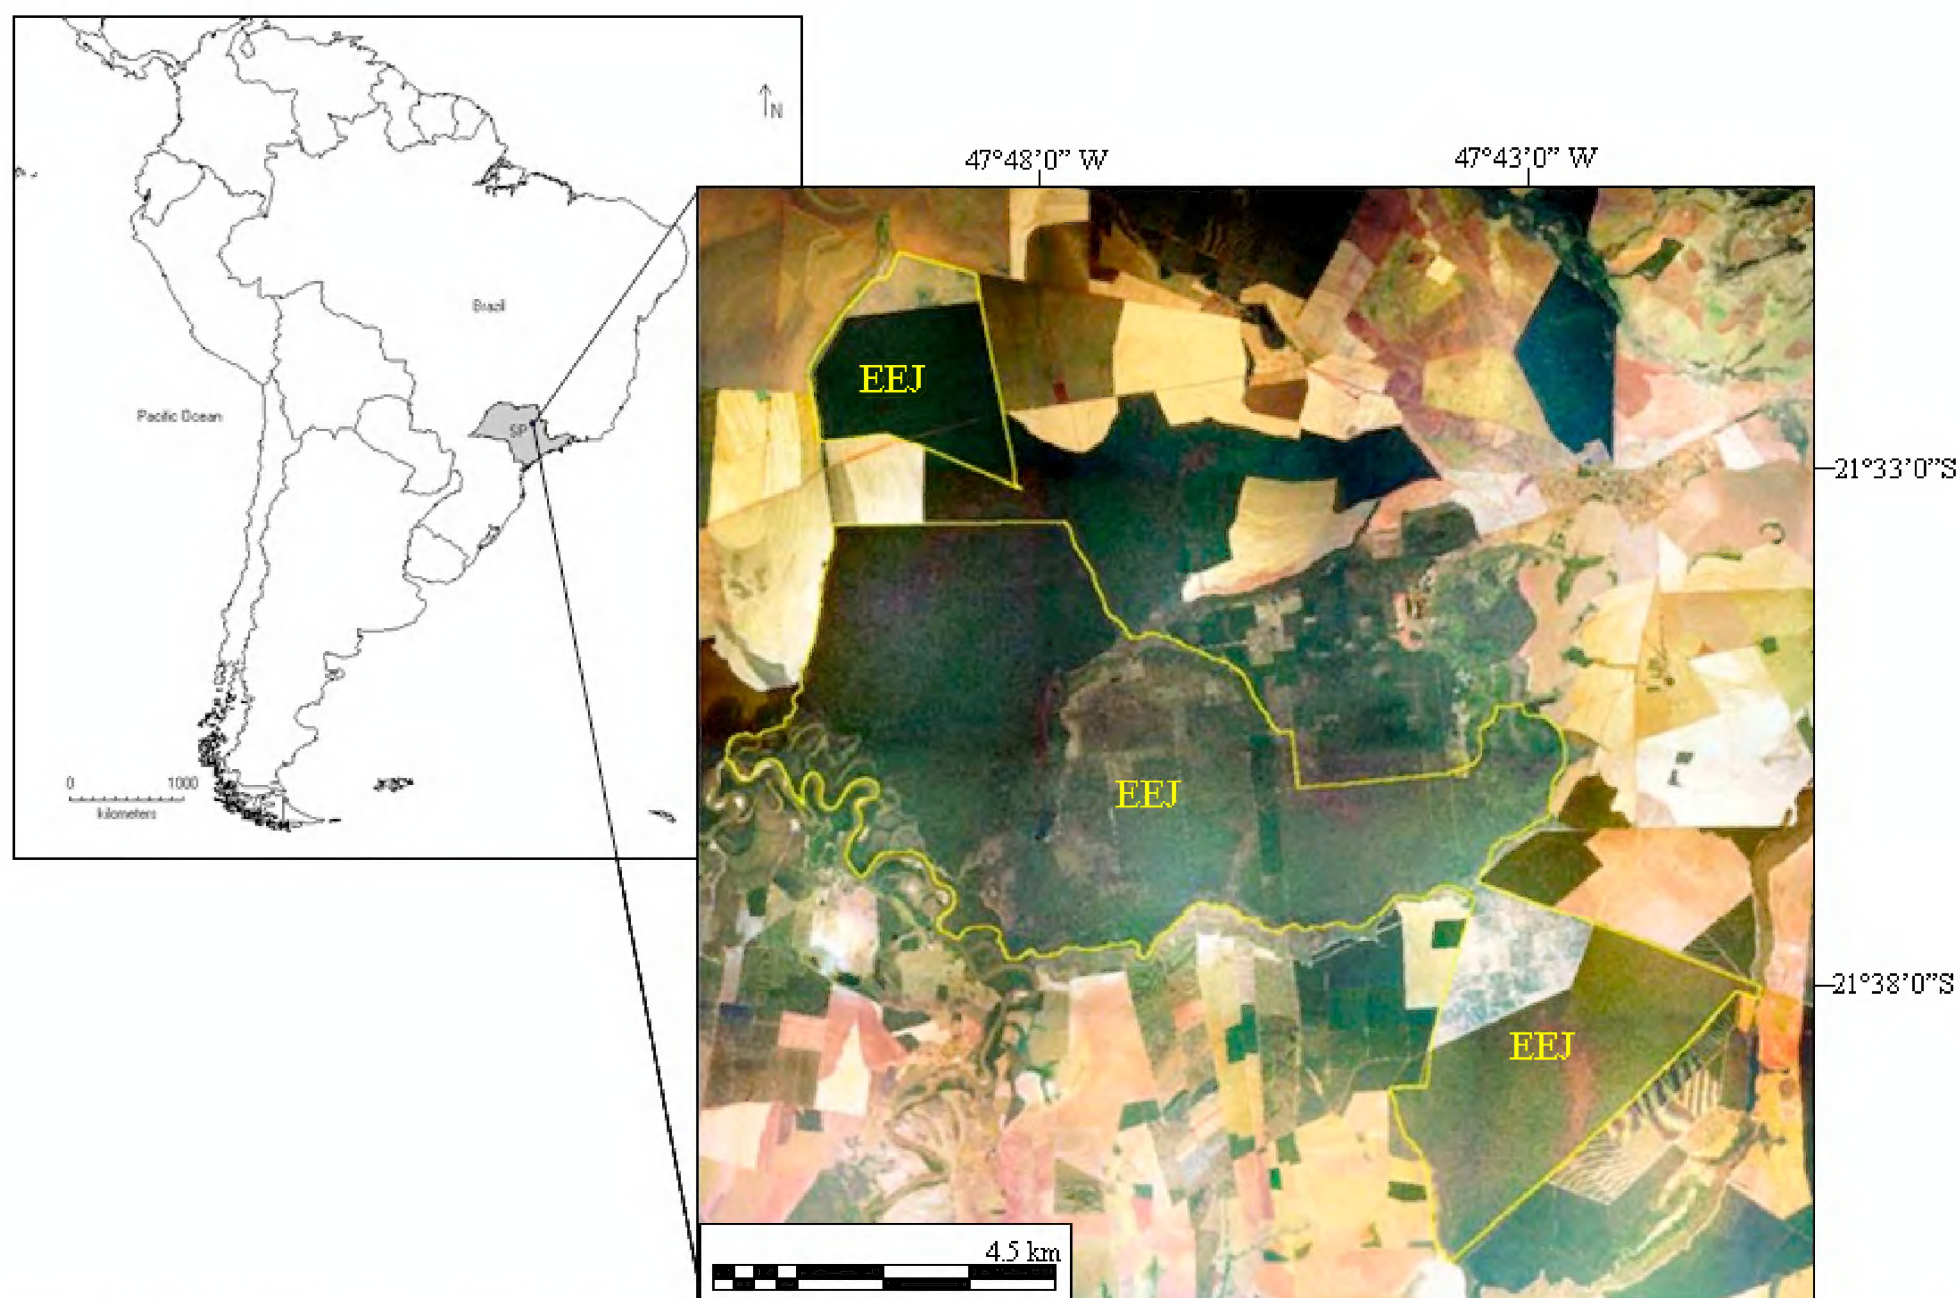 N
47°48’0” W
47°43’0” W
Brazil
EEJ
Pacific Ocean
SP
21°33’0”S
0 1000
kilometers
EEJ
21°38’0”S
EEJ
4.5 km